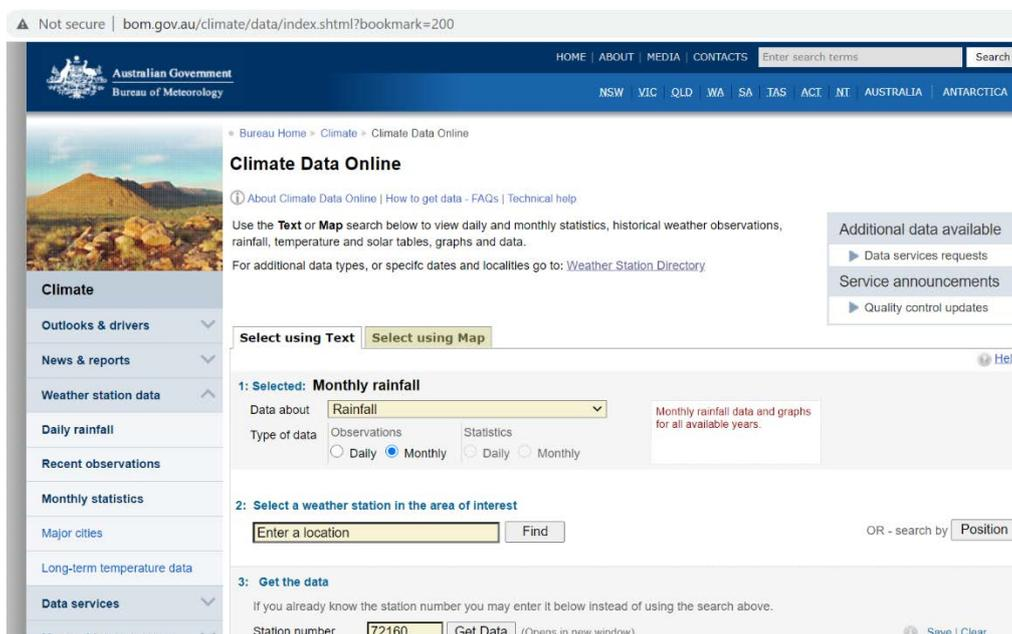 Not secure | bom.gov.au/climate/data/index.shtml?bookmark=200
HOME | ABOUT | MEDIA | CONTACTS Enter search terms Search
Australian Government
Bureau of Meteorology
NSW VIC QLD WA SA TAS ACT NT AUSTRALIA ANTARCTICA
Bureau Home > Climate > Climate Data Online
Climate Data Online
About Climate Data Online | How to get data - FAQs | Technical help
Use the Text or Map search below to view daily and monthly statistics, historical weather observations,
rainfall, temperature and solar tables, graphs and data.
For additional data types, or specifc dates and localities go to: Weather Station Directory
Additional data available
Data services requests
Service announcements
Quality control updates
Climate
Outlooks & drivers
News & reports
Weather station data
Daily rainfall
Recent observations
Monthly statistics
Major cities
Long-term temperature data
Data services
Select using Text Select using Map
Hel
1: Selected: Monthly rainfall
Data about Rainfall
Type of data Observations Statistics
Daily Monthly Daily Monthly
Monthly rainfall data and graphs
for all available years.
2: Select a weather station in the area of interest
Enter a location Find OR - search by Position
3: Get the data
If you already know the station number you may enter it below instead of using the search above.
Station number 72160 Get Data (Opens in new window) Save | Clear